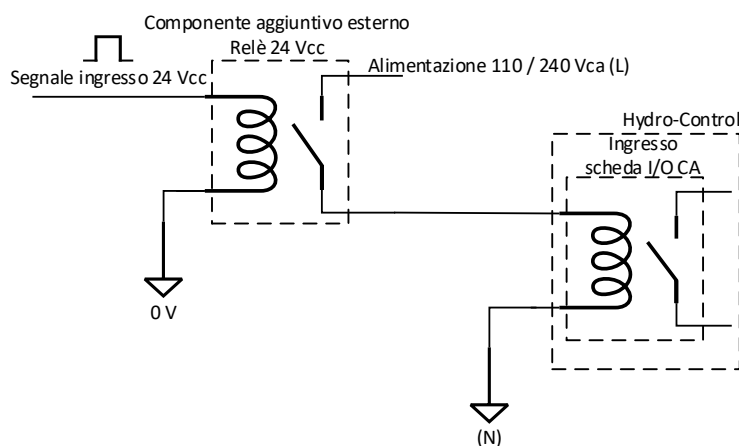 Componente aggiuntivo esterno
Relè 24 Vcc
Segnale ingresso 24 Vcc
Alimentazione 110 / 240 Vca (L)
Hydro-Control
Ingresso
scheda I/O CA
0 V
(N)